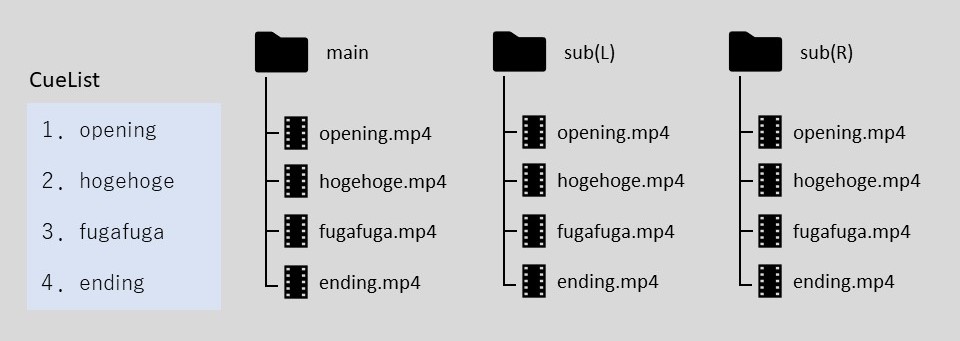 CueList
1. opening
2. hogehoge
3. fugafuga
4. ending
main
opening.mp4
hogehoge.mp4
fugafuga.mp4
ending.mp4
sub(L)
opening.mp4
hogehoge.mp4
fugafuga.mp4
ending.mp4
sub(R)
opening.mp4
hogehoge.mp4
fugafuga.mp4
ending.mp4